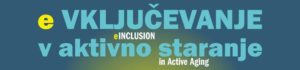 e VKLJUČEVANJE
eINCLUSION
v aktivno staranje
in Active Aging